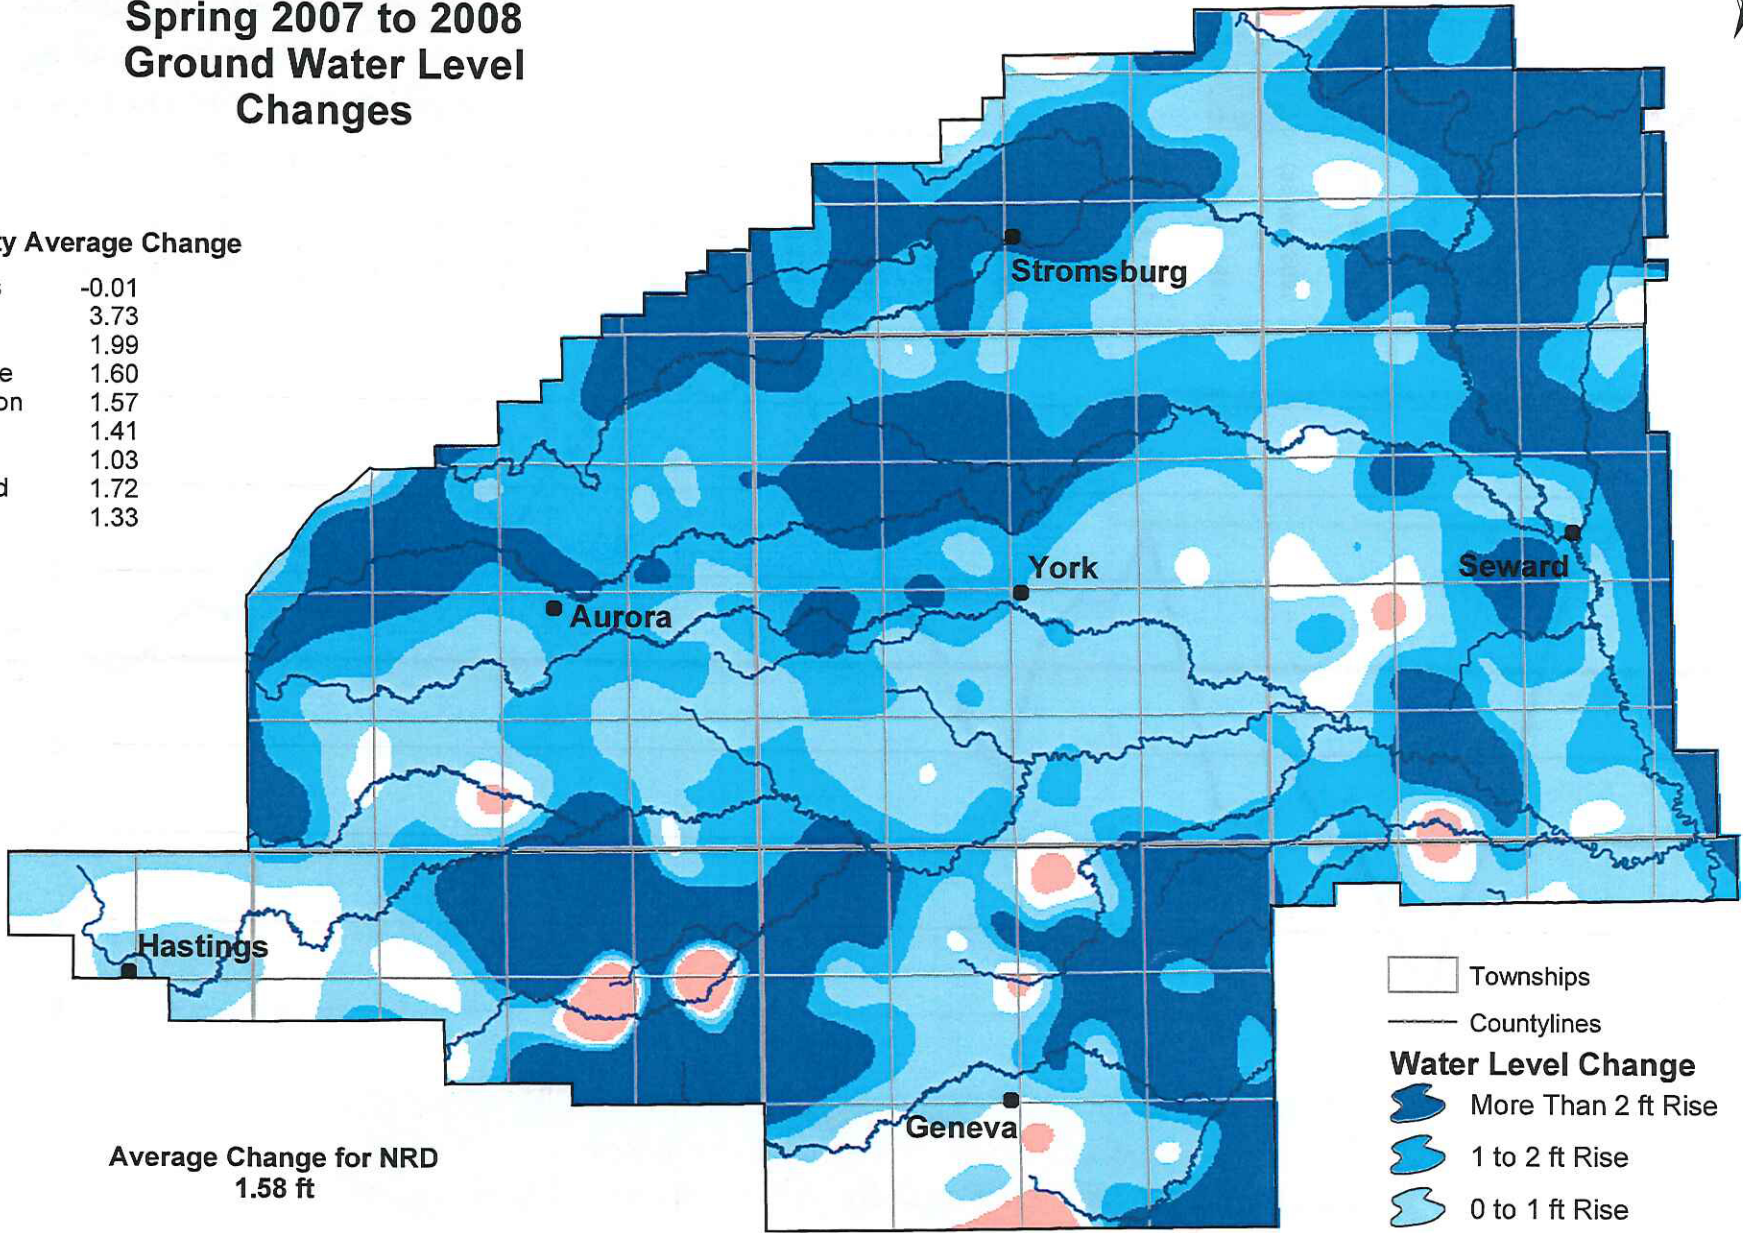 Spring 2007 to 2008
Ground Water Level
Changes
ty Average Change
s -0.01
3.73
1.99
e 1.60
on 1.57
1.41
1.03
d 1.72
1.33
Stromsburg
York
Seward
Aurora
Hastings
Geneva
Average Change for NRD
1.58 ft
Townships
Countylines
Water Level Change
More Than 2 ft Rise
1 to 2 ft Rise
0 to 1 ft Rise